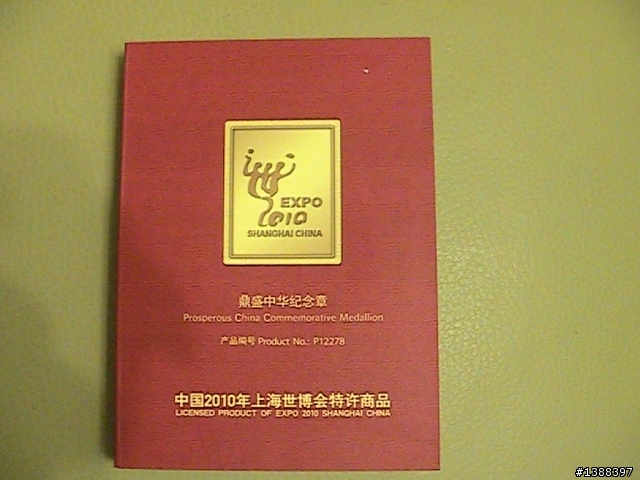 EXPO
2010
SHANGHAI CHINA
鼎盛中华纪念章
Prosperous China Commemorative Medallion
产品编号 Product No.: P12278
中国2010年上海世博会特许商品
LICENSED PRODUCT OF EXPO 2010 SHANGHAI CHINA
#1388397